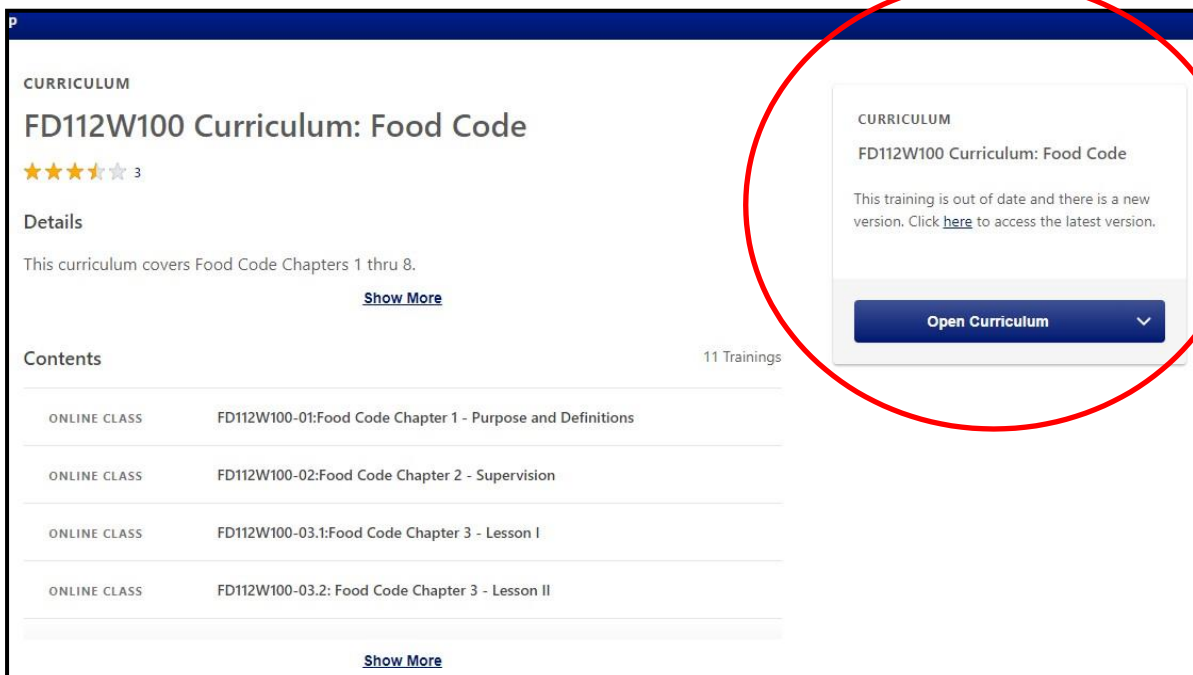 P
CURRICULUM
FD112W100 Curriculum: Food Code
3
Details
This curriculum covers Food Code Chapters 1 thru 8.
Show More
Contents
11 Trainings
ONLINE CLASS FD112W100-01:Food Code Chapter 1 - Purpose and Definitions
ONLINE CLASS FD112W100-02:Food Code Chapter 2 - Supervision
ONLINE CLASS FD112W100-03.1:Food Code Chapter 3 - Lesson I
ONLINE CLASS FD112W100-03.2: Food Code Chapter 3 - Lesson II
Show More
CURRICULUM
FD112W100 Curriculum: Food Code
This training is out of date and there is a new
version. Click here to access the latest version.
Open Curriculum